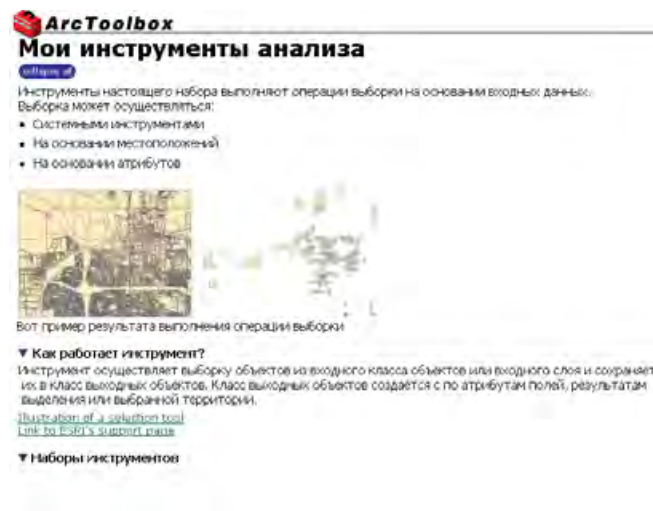 ArcToolbox
Мои инструменты анализа
collapse all
Инструменты настоящего набора выполняют операции выборки на основании входных данных.
Выборка может осуществляться:
• Системными инструментами
• На основании местоположений
• На основании атрибутов
Вот пример результата выполнения операции выборки
▼ Как работает инструмент?
Инструмент осуществляет выборку объектов из входного класса объектов или входного слоя и сохраняет
их в класс выходных объектов. Класс выходных объектов создаётся с по атрибутам полей, результатам
выделения или выбранной территории.
Illustration of a selection tool
Link to ESRI's support page
▼ Наборы инструментов